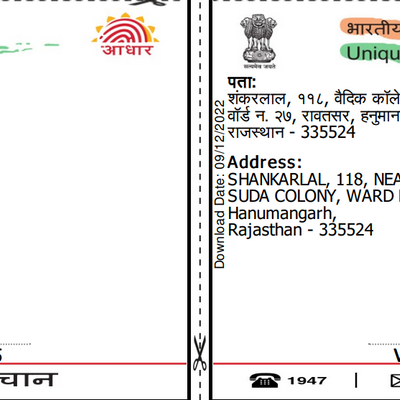 आधार
चान
सत्यमेव जयते
भारतीय
Uniqu
पता:
शंकरलाल, ११८, वैदिक कॉले
वॉर्ड न. २७, रावतसर, हनुमान
राजस्थान - 335524
Download Date: 09/12/2022
Address:
SHANKARLAL, 118, NEA
SUDA COLONY, WARD
Hanumangarh,
Rajasthan - 335524
1947